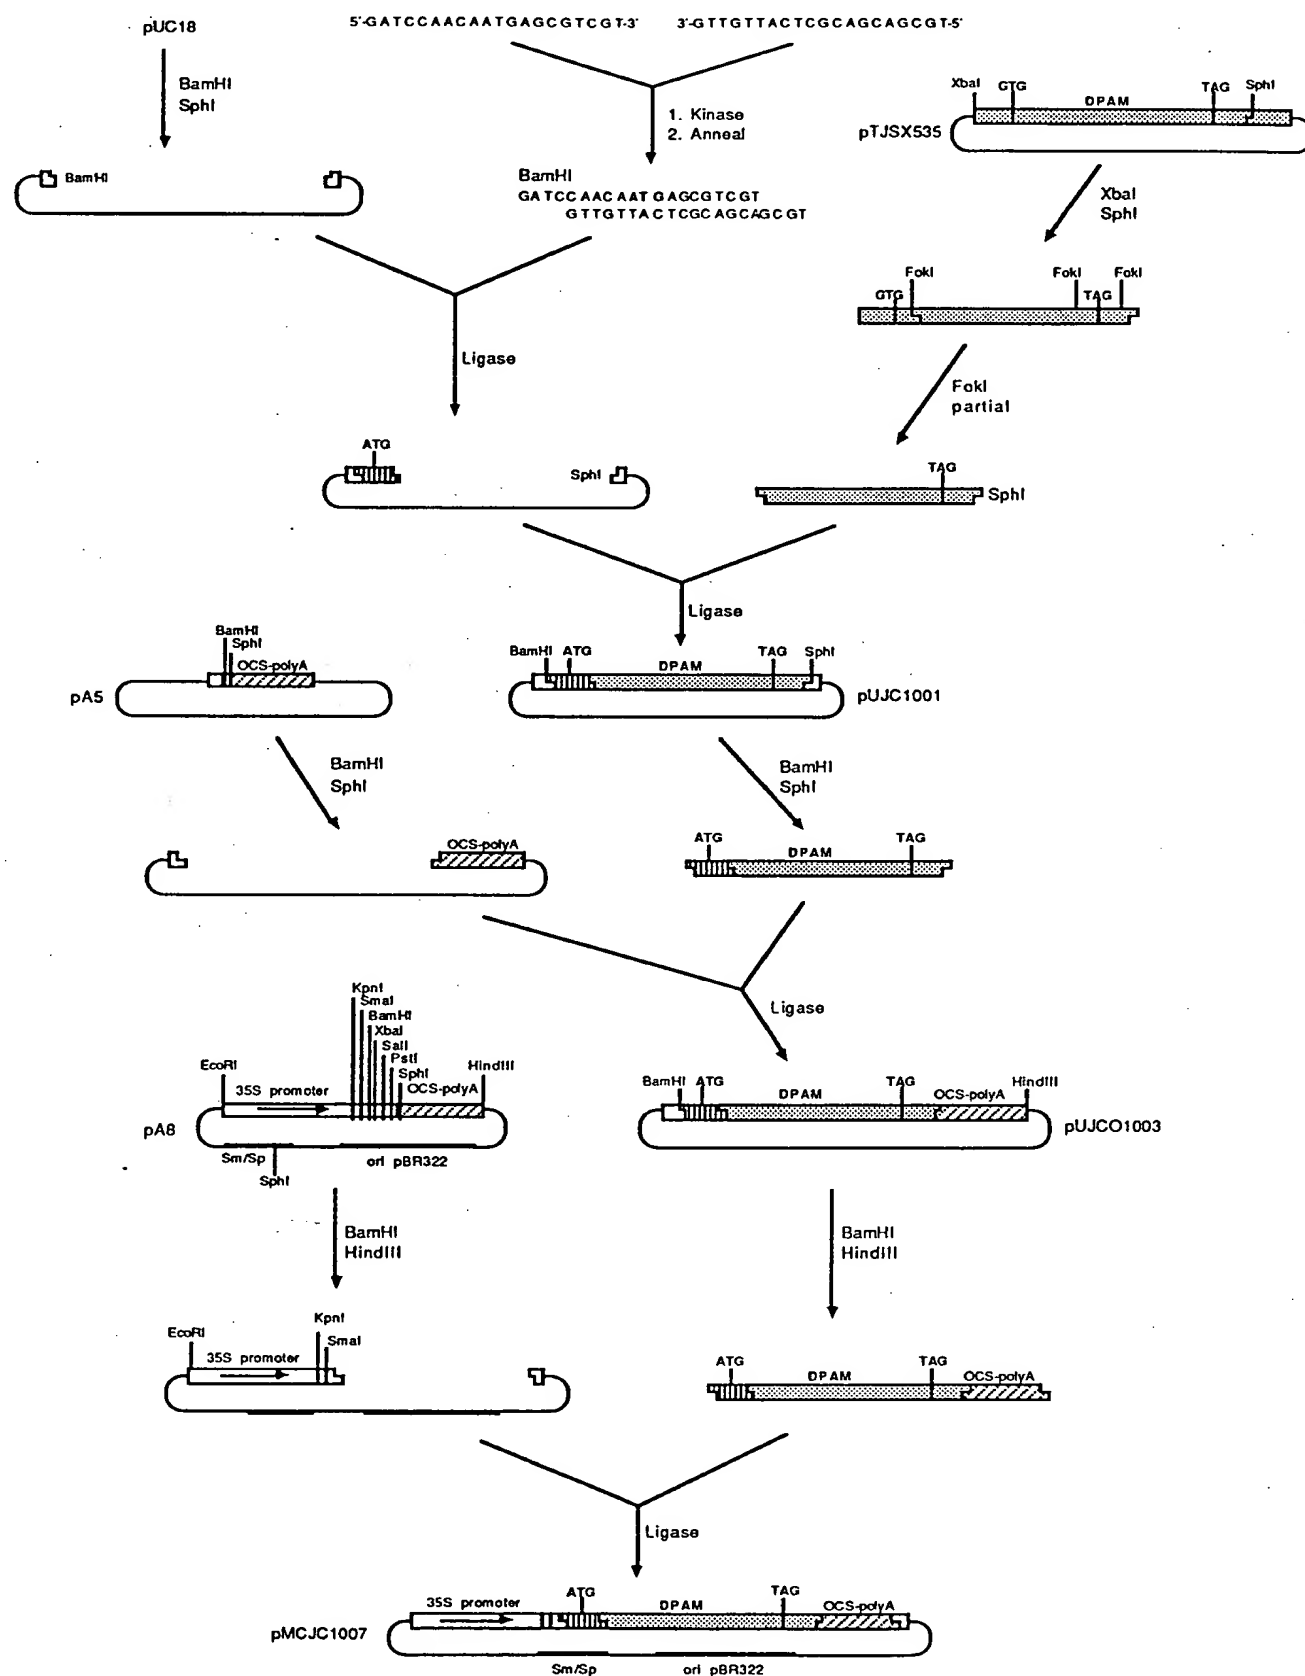 pUC18
5'-GATCCAACAATGAGCGTCGT-3'
3'-GTTGTTACTCGCAGCAGCGT-5'
BamHI
SphI
1. Kinase
2. Anneal
XbaI
GTG
DPAM
TAG
SphI
pTJSX535
BamHI
BamHI
GATCCAACAATGAGCGTCGT
GTTGTTACTCGCAGCAGCGT
XbaI
SphI
FokI
FokI
FokI
GTG
TAG
Ligase
FokI
partial
ATG
SphI
TAG
SphI
Ligase
BamHI
SphI
OCS-polyA
pA5
BamHI
ATG
DPAM
TAG
SphI
pUJC1001
BamHI
SphI
BamHI
SphI
OCS-polyA
ATG
DPAM
TAG
Ligase
KpnI
SmaI
BamHI
XbaI
SalI
PstI
SphI
EcoRI
35S promoter
OCS-polyA
HindIII
pA8
Sm/Sp
SphI
ori pBR322
BamHI
ATG
DPAM
TAG
OCS-polyA
HindIII
pUJCO1003
BamHI
HindIII
BamHI
HindIII
EcoRI
35S promoter
KpnI
SmaI
ATG
DPAM
TAG
OCS-polyA
Ligase
35S promoter
ATG
DPAM
TAG
OCS-polyA
pMCJC1007
Sm/Sp
ori pBR322